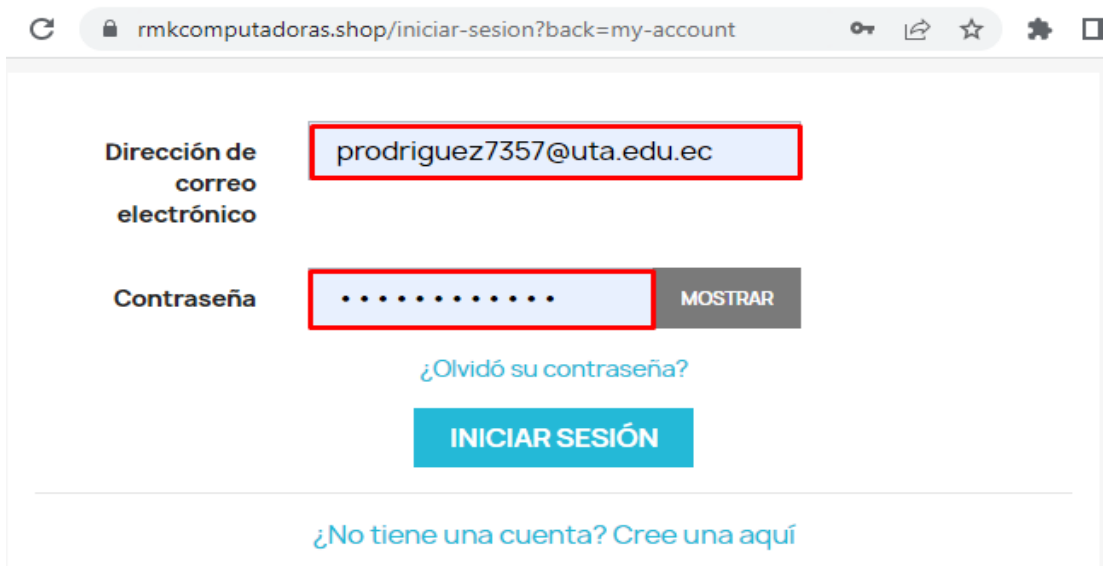 rmkcomputadoras.shop/iniciar-sesion?back=my-account
Dirección de
correo
electrónico
prodriguez7357@uta.edu.ec
Contraseña
••••••••••••
MOSTRAR
¿Olvidó su contraseña?
INICIAR SESIÓN
¿No tiene una cuenta? Cree una aquí